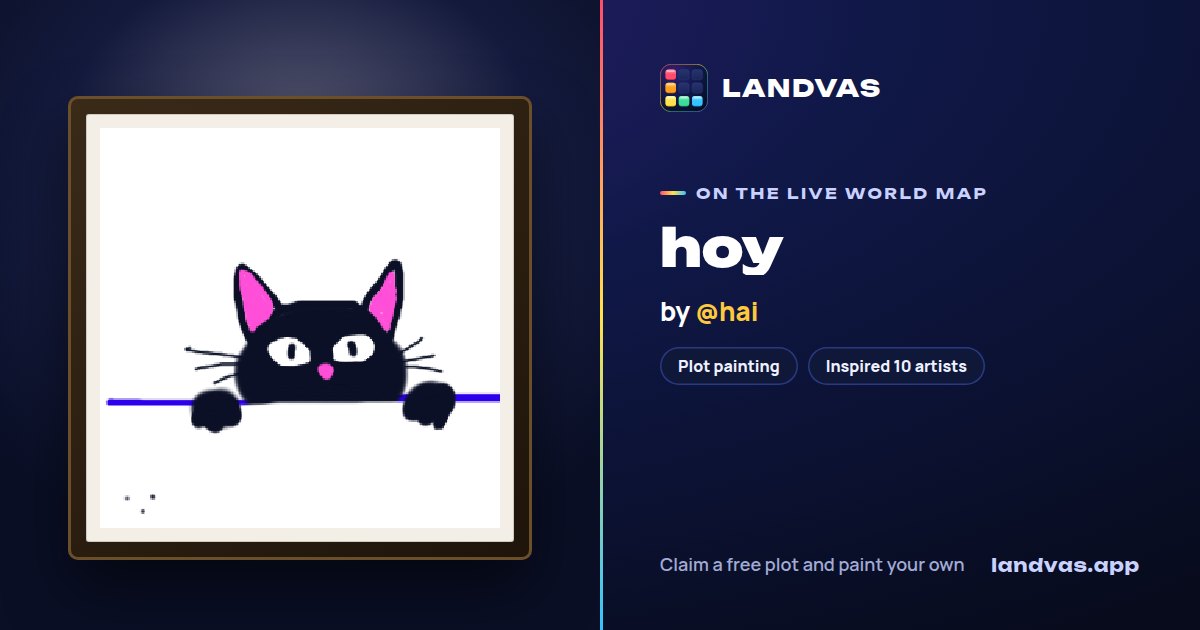 LANDVAS
ON THE LIVE WORLD MAP
hoy
by @hai
Plot painting
Inspired 10 artists
Claim a free plot and paint your own
landvas.app